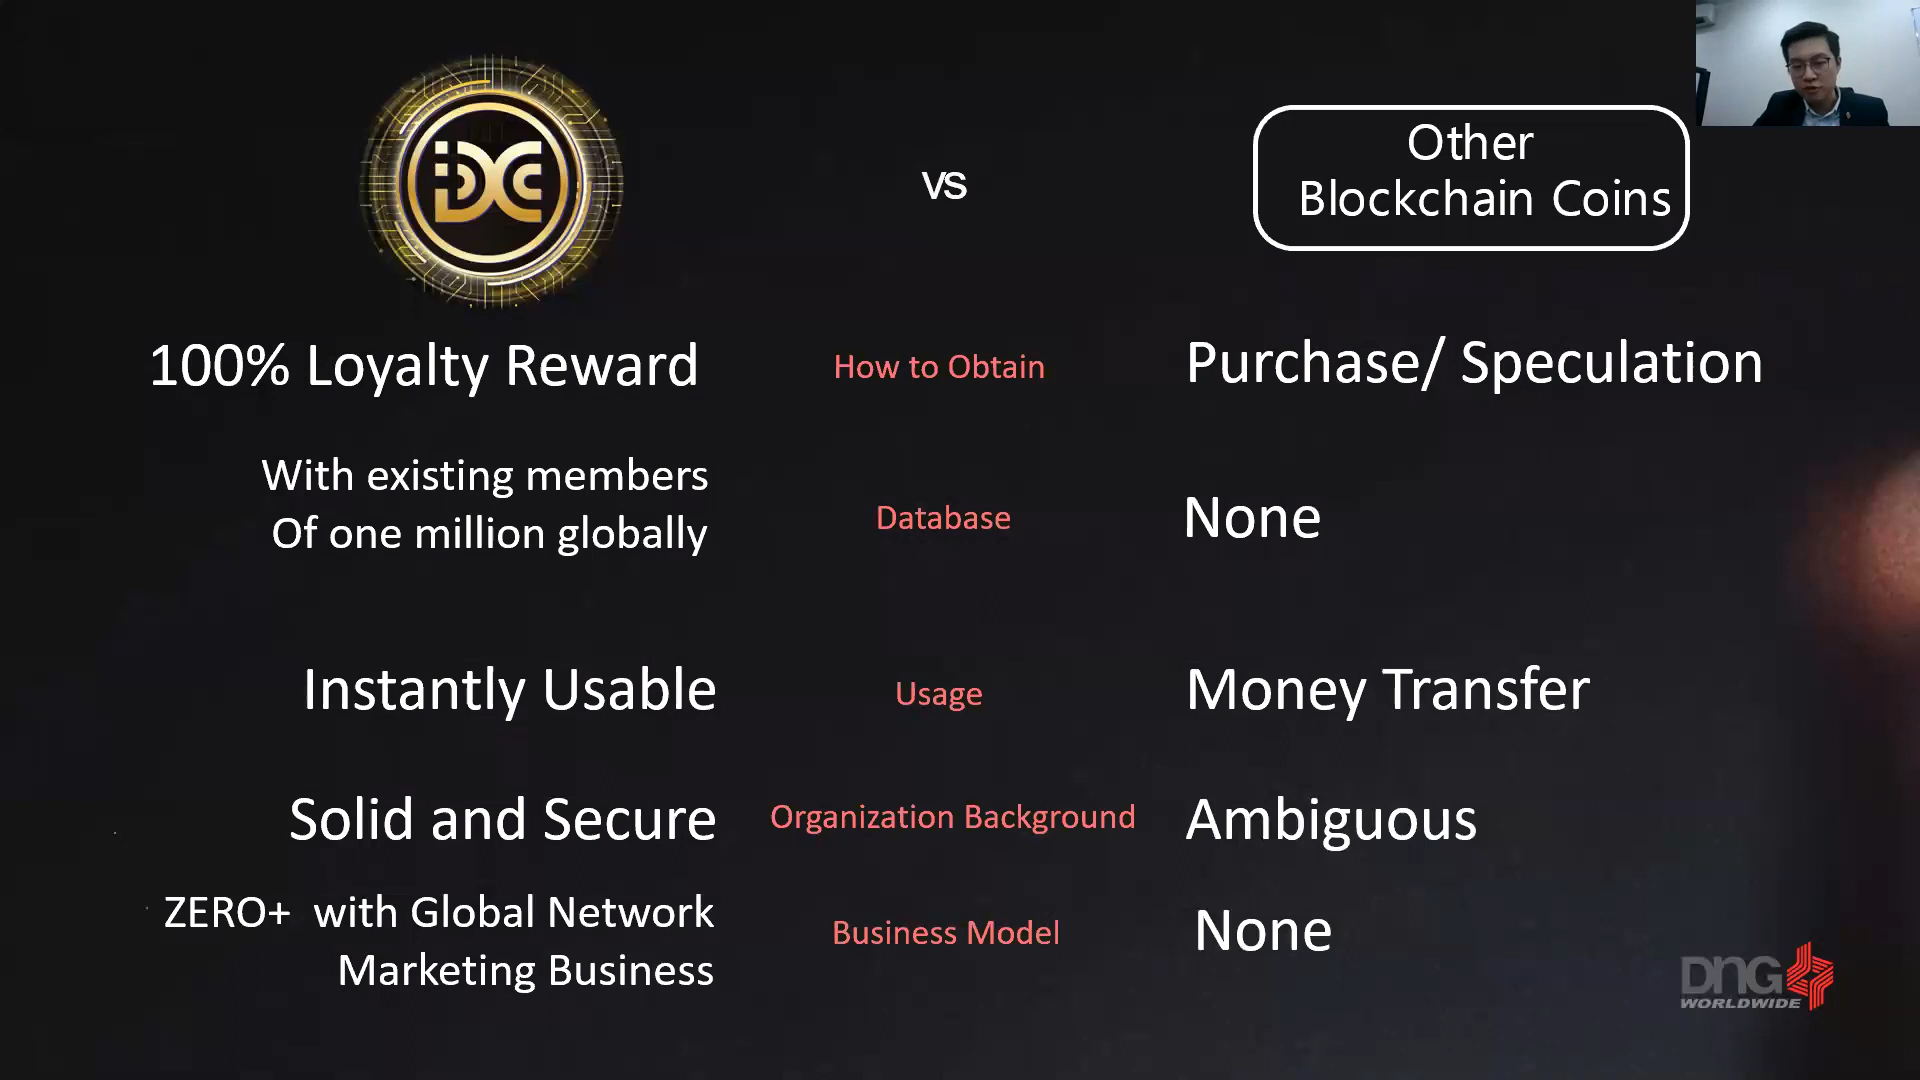 DXC
vs
Other
Blockchain Coins
100% Loyalty Reward
How to Obtain
Purchase/ Speculation
With existing members
Of one million globally
Database
None
Instantly Usable
Usage
Money Transfer
Solid and Secure
Organization Background
Ambiguous
ZERO+ with Global Network
Marketing Business
Business Model
None
DNG
WORLDWIDE